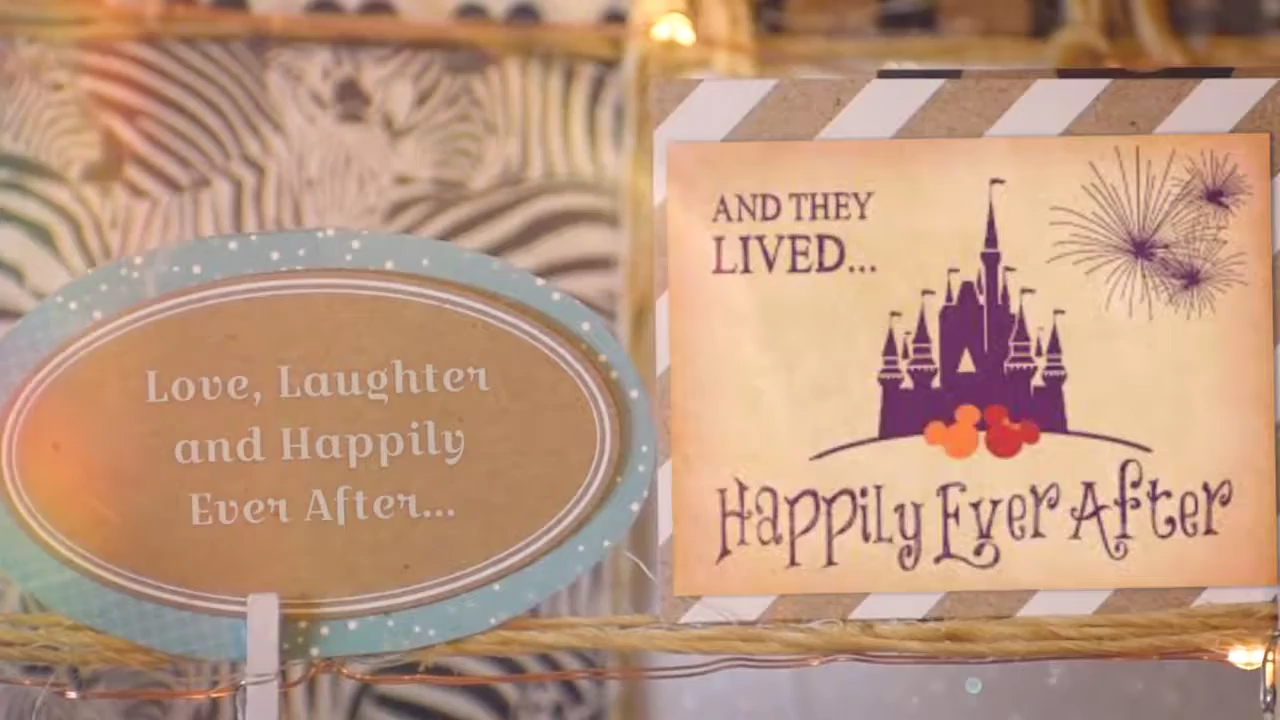 Love, Laughter
and Happily
Ever After...
AND THEY
LIVED...
Happily Ever After